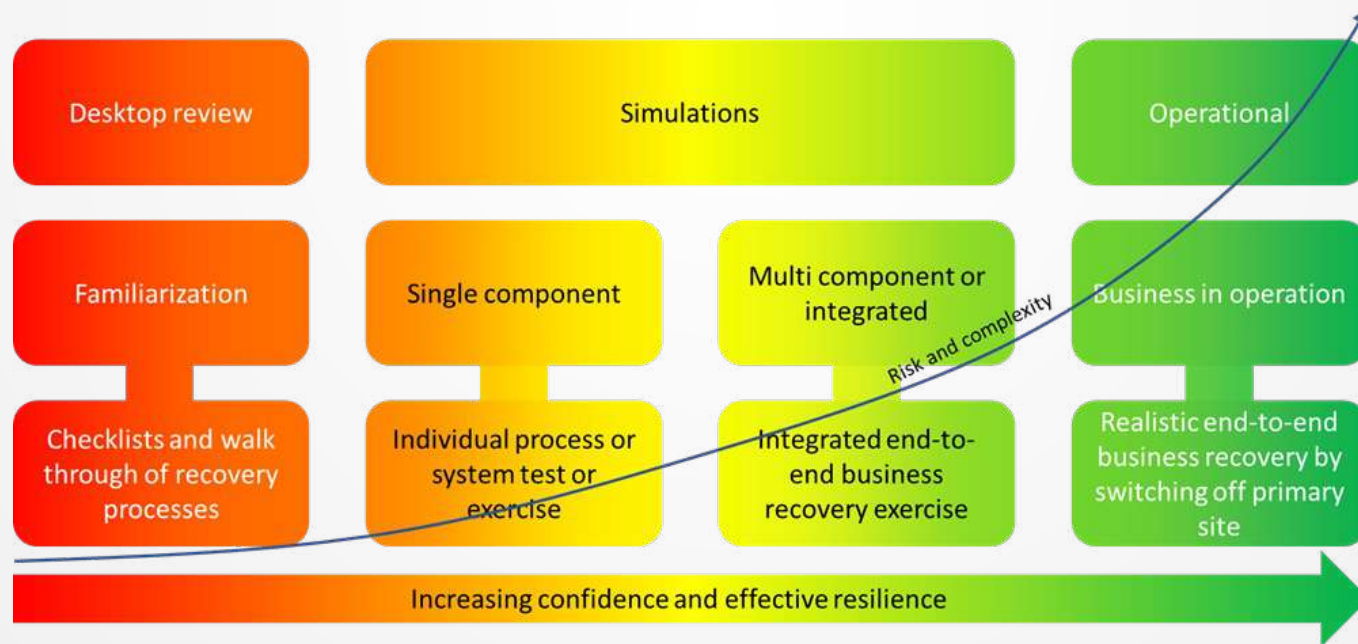 Desktop review
Simulations
Operational
Familiarization
Single component
Multi component or
integrated
Business in operation
Risk and complexity
Checklists and walk
through of recovery
processes
Individual process or
system test or
exercise
Integrated end-to-
end business
recovery exercise
Realistic end-to-end
business recovery by
switching off primary
site
Increasing confidence and effective resilience